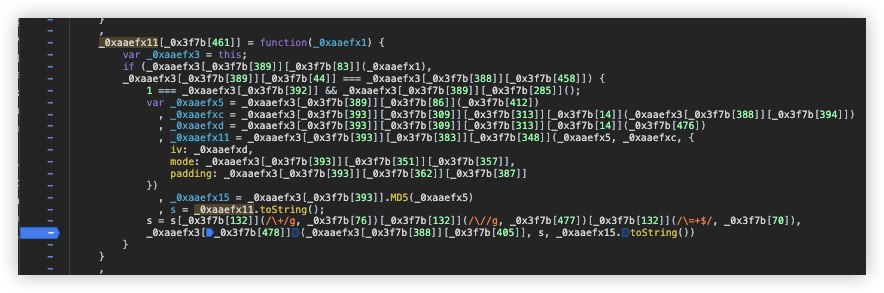 }
,
_0xaaefx11[_0x3f7b[461]] = function(_0xaaefx1) {
var _0xaaefx3 = this;
if (_0xaaefx3[_0x3f7b[389]][_0x3f7b[83]](_0xaaefx1),
_0xaaefx3[_0x3f7b[389]][_0x3f7b[44]] === _0xaaefx3[_0x3f7b[388]][_0x3f7b[458]]) {
1 === _0xaaefx3[_0x3f7b[392]] && _0xaaefx3[_0x3f7b[389]][_0x3f7b[285]]();
var _0xaaefx5 = _0xaaefx3[_0x3f7b[389]][_0x3f7b[86]](_0x3f7b[412])
, _0xaaefxc = _0xaaefx3[_0x3f7b[393]][_0x3f7b[309]][_0x3f7b[313]][_0x3f7b[14]](_0xaaefx3[_0x3f7b[388]][_0x3f7b[394]])
, _0xaaefxd = _0xaaefx3[_0x3f7b[393]][_0x3f7b[309]][_0x3f7b[313]][_0x3f7b[14]](_0x3f7b[476])
, _0xaaefx11 = _0xaaefx3[_0x3f7b[393]][_0x3f7b[383]][_0x3f7b[348]](_0xaaefx5, _0xaaefxc, {
iv: _0xaaefxd,
mode: _0xaaefx3[_0x3f7b[393]][_0x3f7b[351]][_0x3f7b[357]],
padding: _0xaaefx3[_0x3f7b[393]][_0x3f7b[362]][_0x3f7b[387]]
})
, _0xaaefx15 = _0xaaefx3[_0x3f7b[393]].MD5(_0xaaefx5)
, s = _0xaaefx11.toString();
s = s[_0x3f7b[132]](/\+/g, _0x3f7b[76])[_0x3f7b[132]](/\//g, _0x3f7b[477])[_0x3f7b[132]](/\=+$/, _0x3f7b[70]),
_0xaaefx3[_0x3f7b[478]](_0xaaefx3[_0x3f7b[388]][_0x3f7b[405]], s, _0xaaefx15.toString())
}
}
,